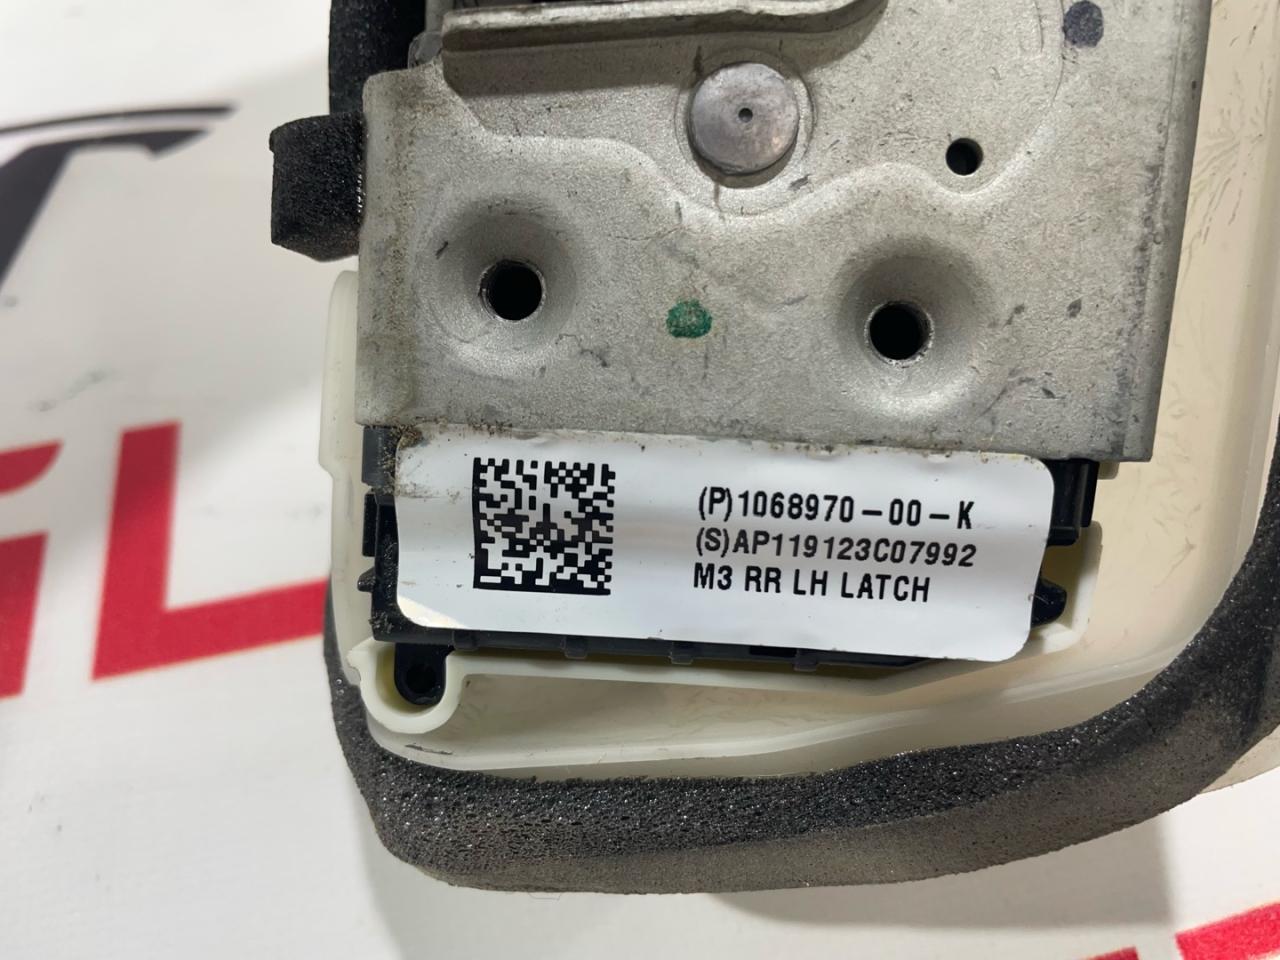 (P)1068970-00-K
(S)AP119123C07992
M3 RR LH LATCH